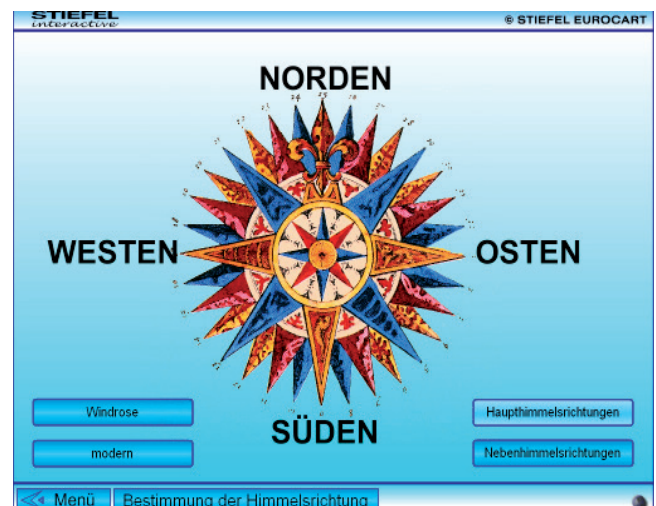 STIEFEL
interactive
© STIEFEL EUROCART
NORDEN
WESTEN
OSTEN
SÜDEN
Windrose
Haupthimmelsrichtungen
modern
Nebenhimmelsrichtungen
Menü
Bestimmung der Himmelsrichtung